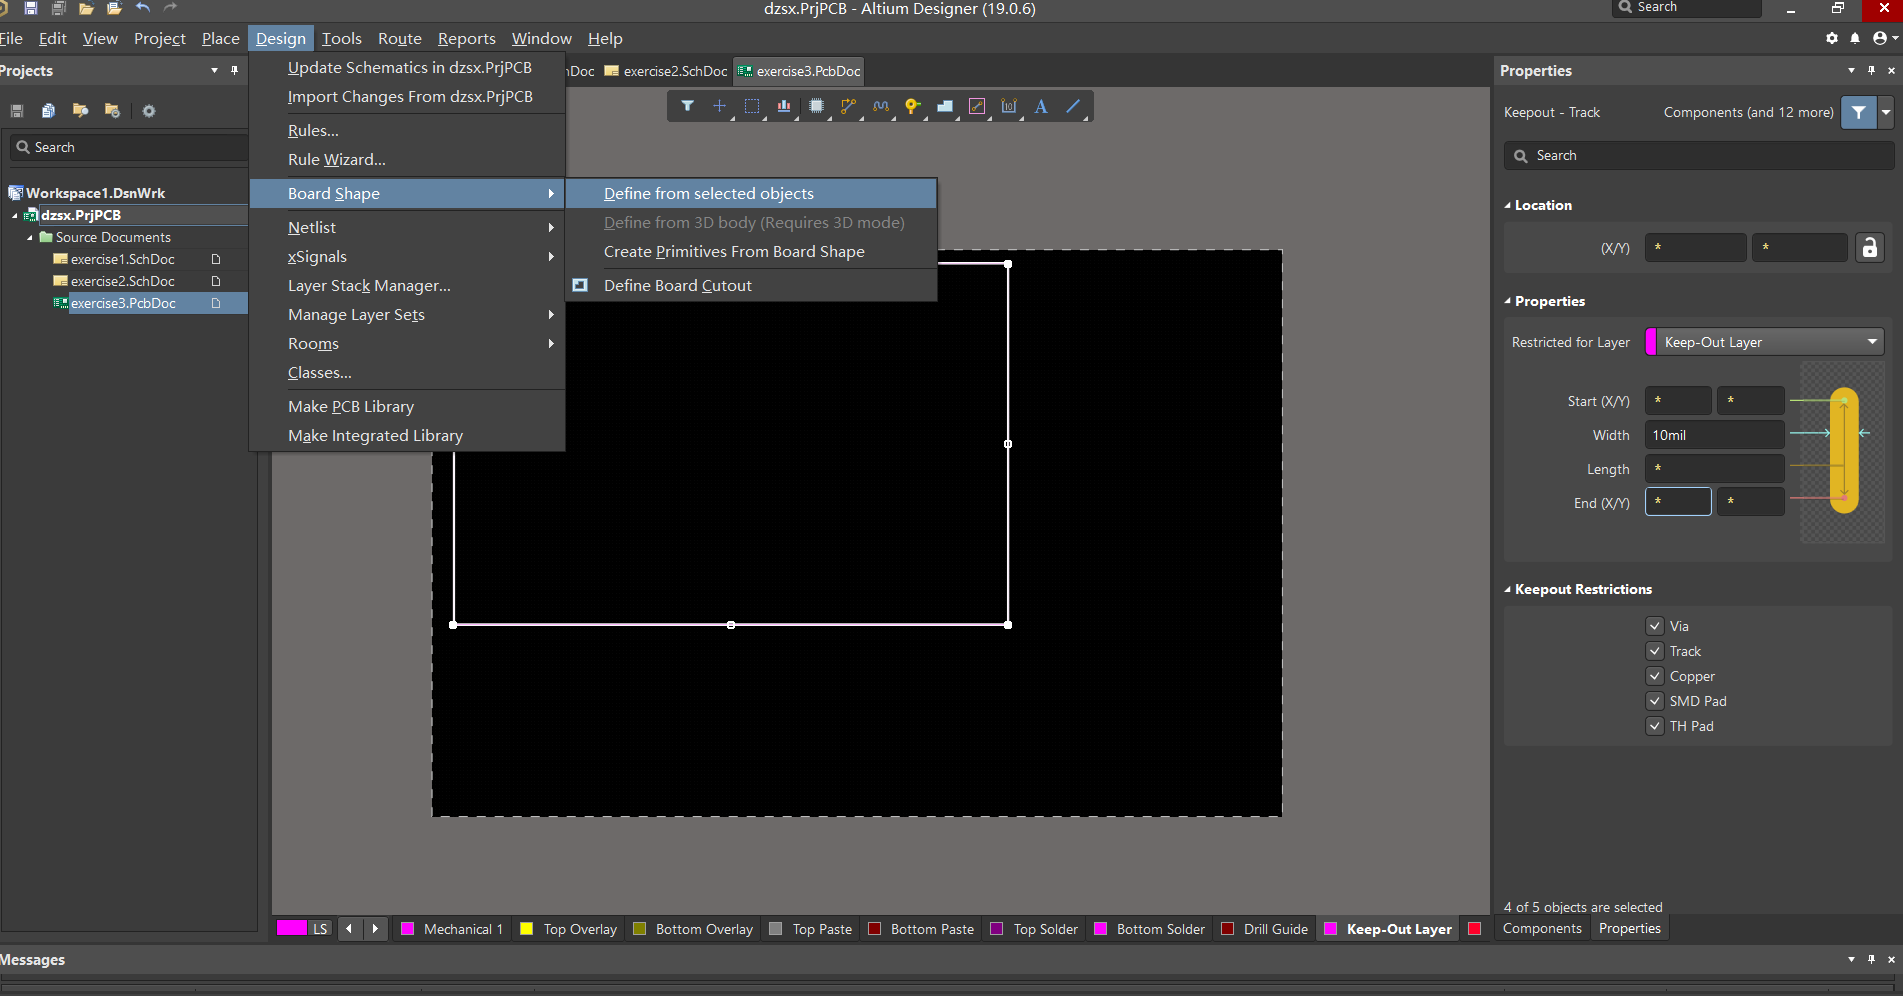 dzsx.PrjPCB - Altium Designer (19.0.6)
Search
File Edit View Project Place Design Tools Route Reports Window Help
Projects
Search
Workspace1.DsnWrk
dzsx.PrjPCB
Source Documents
exercise1.SchDoc
exercise2.SchDoc
exercise3.PcbDoc
Update Schematics in dzsx.PrjPCB
Import Changes From dzsx.PrjPCB
Rules...
Rule Wizard...
Board Shape
Netlist
xSignals
Layer Stack Manager...
Manage Layer Sets
Rooms
Classes...
Make PCB Library
Make Integrated Library
Define from selected objects
Define from 3D body (Requires 3D mode)
Create Primitives From Board Shape
Define Board Cutout
hDoc exercise2.SchDoc exercise3.PcbDoc
A
Properties
Keepout - Track Components (and 12 more)
Search
Location
(X/Y) * *
Properties
Restricted for Layer Keep-Out Layer
Start (X/Y) * *
Width 10mil
Length *
End (X/Y) * *
Keepout Restrictions
Via
Track
Copper
SMD Pad
TH Pad
4 of 5 objects are selected
Components Properties
LS Mechanical 1 Top Overlay Bottom Overlay Top Paste Bottom Paste Top Solder Bottom Solder Drill Guide Keep-Out Layer
Messages